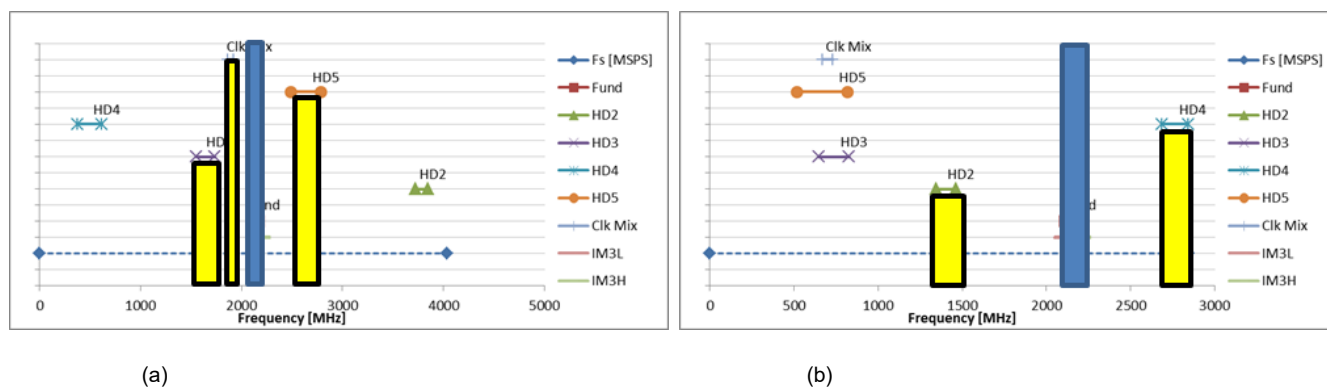 Clk Mix
HD5
HD4
HD
HD2
nd
0 1000 2000 3000 4000 5000
Frequency [MHz]
Fs [MSPS]
Fund
HD2
HD3
HD4
HD5
Clk Mix
IM3L
IM3H
(a)
Clk Mix
HD5
HD4
HD3
HD2
d
0 500 1000 1500 2000 2500 3000
Frequency [MHz]
Fs [MSPS]
Fund
HD2
HD3
HD4
HD5
Clk Mix
IM3L
IM3H
(b)